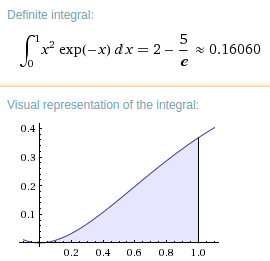 Definite integral:
∫₀¹ x² exp(−x) dx = 2 − 5/e ≈ 0.16060
Visual representation of the integral:
0.4
0.3
0.2
0.1
0.2 0.4 0.6 0.8 1.0